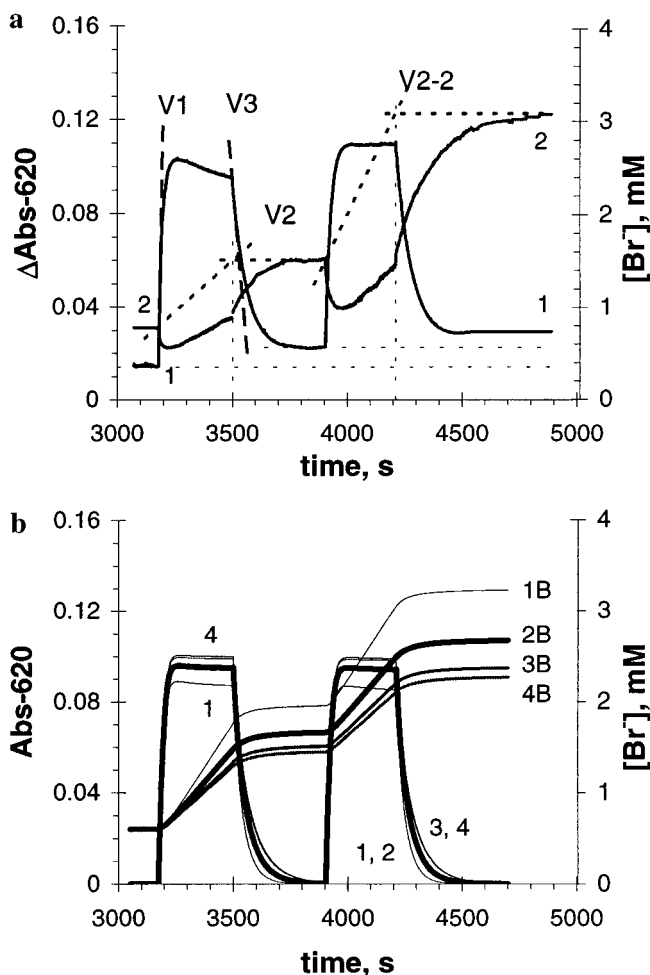 a
0.16
0.12
0.08
0.04
0
ΔAbs-620
V1
V3
V2
V2-2
2
1
2
1
4
3
2
1
0
[Br⁻], mM
3000
3500
4000
4500
5000
time, s
b
0.16
0.12
0.08
0.04
0
Abs-620
4
1
1B
2B
3B
4B
1, 2
3, 4
4
3
2
1
0
[Br⁻], mM
3000
3500
4000
4500
5000
time, s